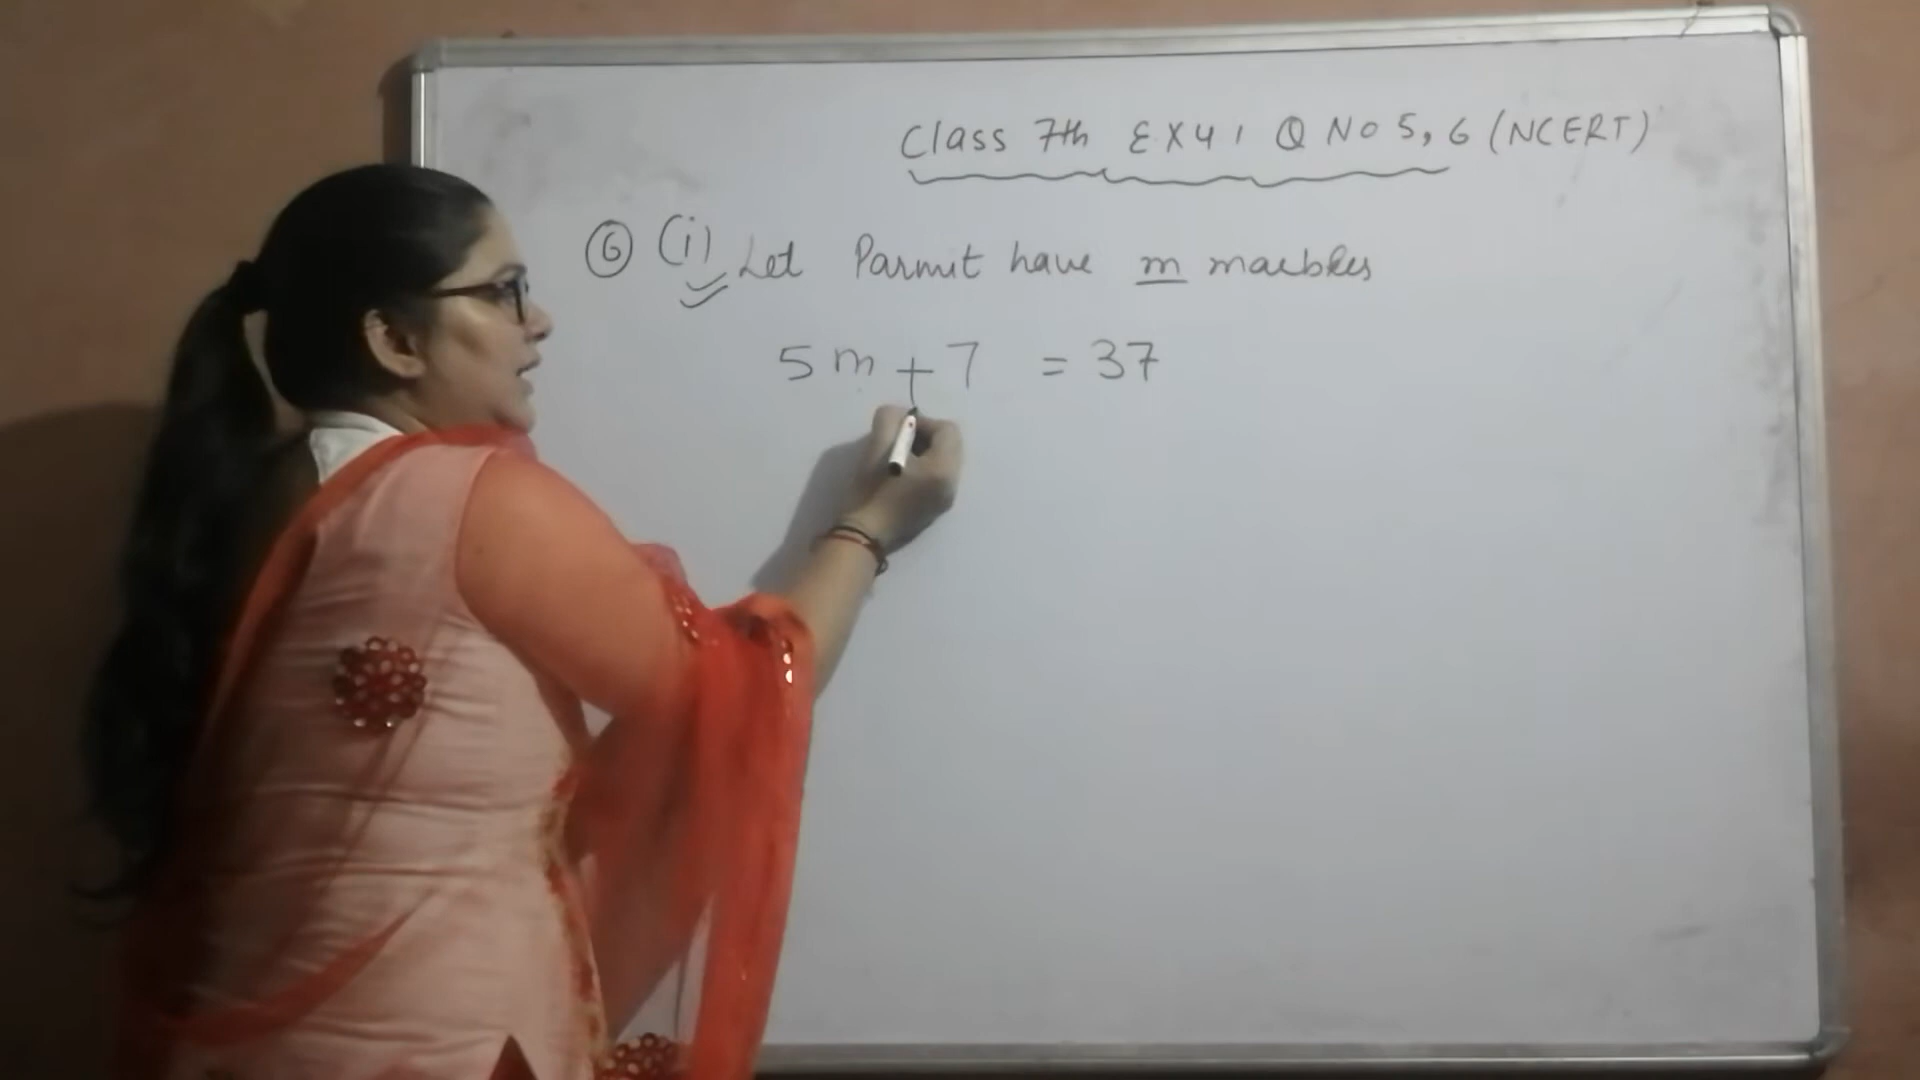 Class 7th EX 4 1 Q NO 5, 6 (NCERT)
6 (i) Let Parmit have m marbles
5m + 7 = 37